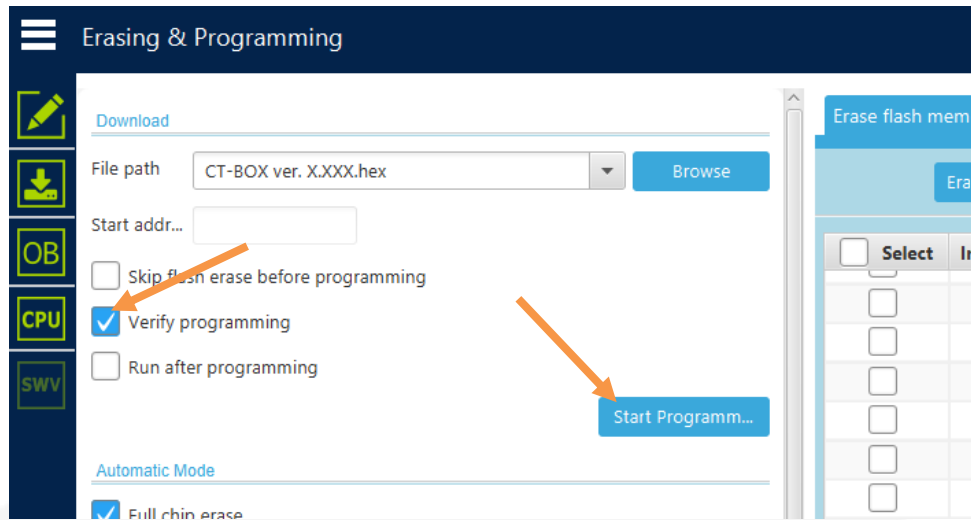 Erasing & Programming
Download
File path CT-BOX ver. X.XXX.hex Browse
Start addr...
Skip flash erase before programming
Verify programming
Run after programming
Start Programm...
Automatic Mode
Full chip erase
OB
CPU
SWV
Erase flash mem
Era
Select In